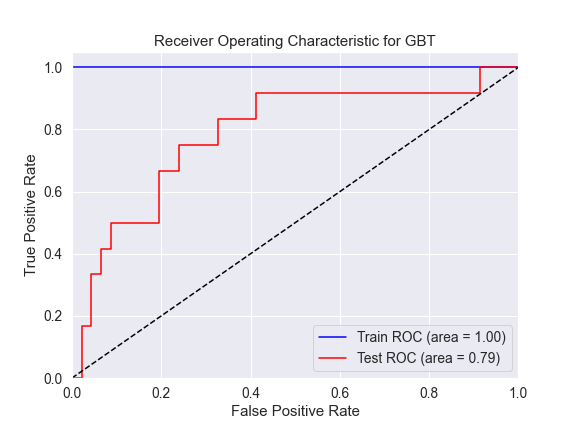 Receiver Operating Characteristic for GBT
True Positive Rate
1.0
0.8
0.6
0.4
0.2
0.0
Train ROC (area = 1.00)
Test ROC (area = 0.79)
0.0 0.2 0.4 0.6 0.8 1.0
False Positive Rate